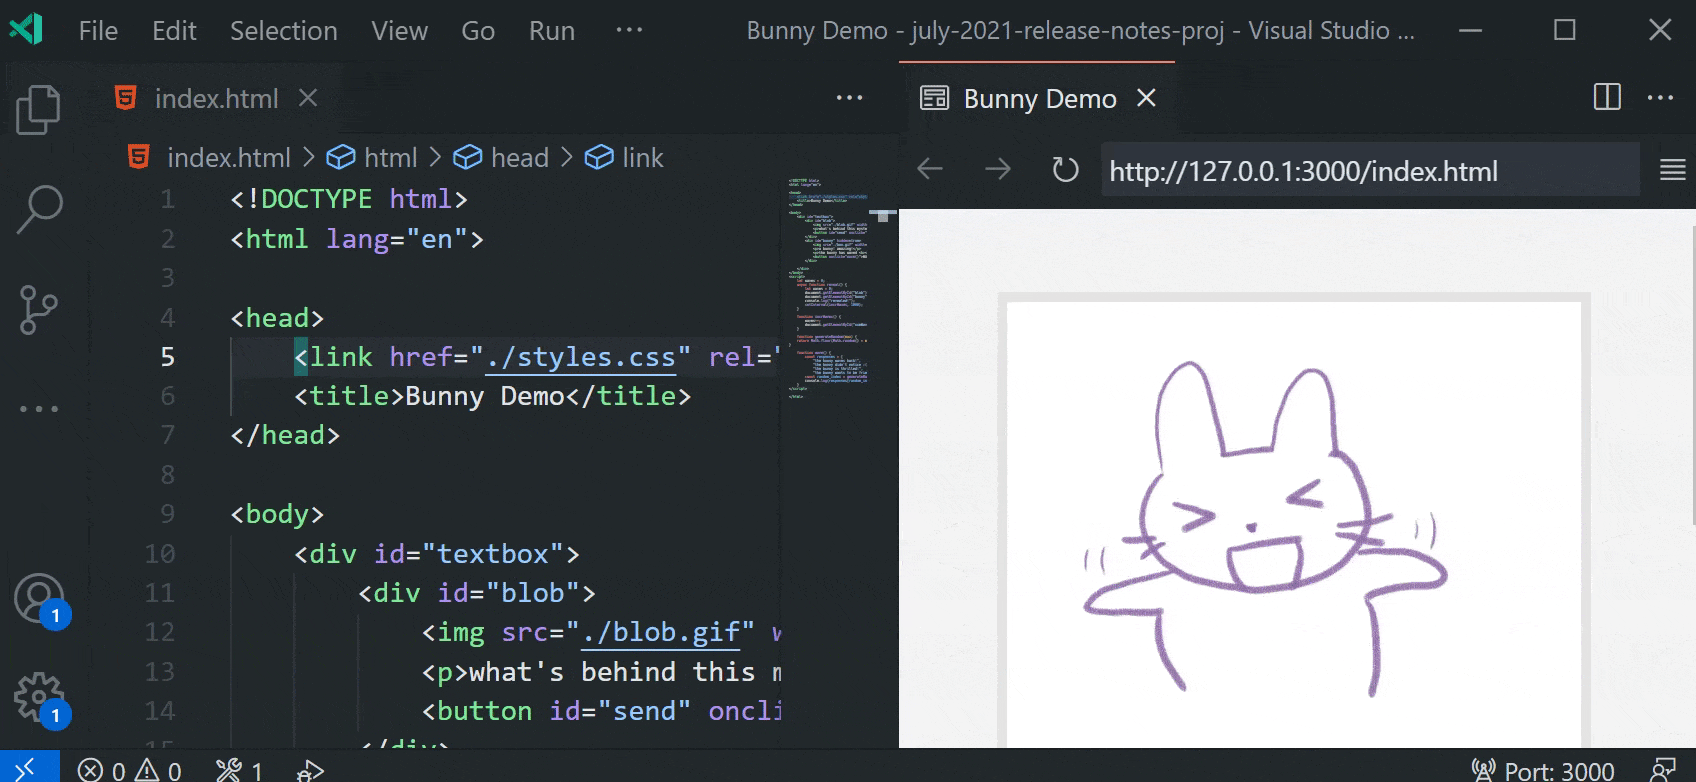 File Edit Selection View Go Run ··· Bunny Demo - july-2021-release-notes-proj - Visual Studio ...
index.html
index.html > html > head > link
1 <!DOCTYPE html>
2 <html lang="en">
3
4 <head>
5 <link href="./styles.css" rel="
6 <title>Bunny Demo</title>
7 </head>
8
9 <body>
10 <div id="textbox">
11 <div id="blob">
12 <img src="./blob.gif" w
13 <p>what's behind this m
14 <button id="send" oncli
15 </div>
Bunny Demo
http://127.0.0.1:3000/index.html
1
1
0 0 1 Port: 3000